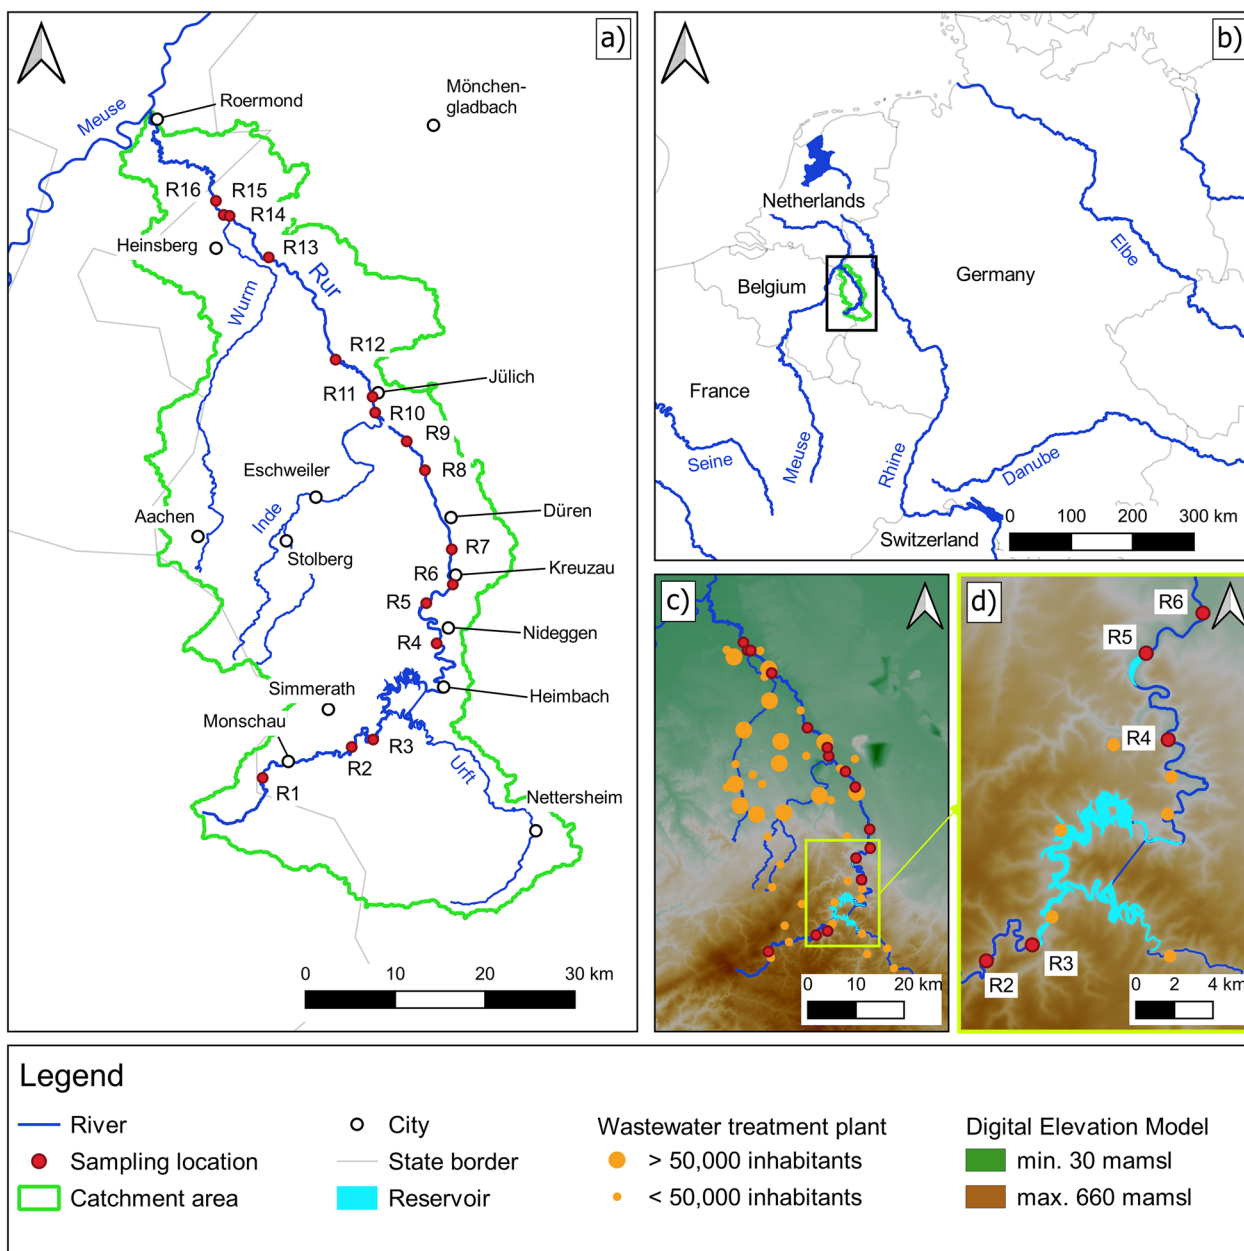 a)
Meuse
Roermond
Mönchen-
gladbach
R16
R15
R14
Heinsberg
R13
Rur
Wurm
R12
Jülich
R11
R10
R9
Eschweiler
R8
Aachen
Inde
Düren
Stolberg
R7
R6
Kreuzau
R5
Nideggen
R4
Simmerath
Heimbach
Monschau
R3
R2
Urft
R1
Nettersheim
0 10 20 30 km
b)
Netherlands
Elbe
Belgium
Germany
France
Seine
Meuse
Rhine
Danube
0 100 200 300 km
Switzerland
c)
0 10 20 km
d)
R6
R5
R4
R3
R2
0 2 4 km
Legend
River
Sampling location
Catchment area
City
State border
Reservoir
Wastewater treatment plant
> 50,000 inhabitants
< 50,000 inhabitants
Digital Elevation Model
min. 30 mamsl
max. 660 mamsl